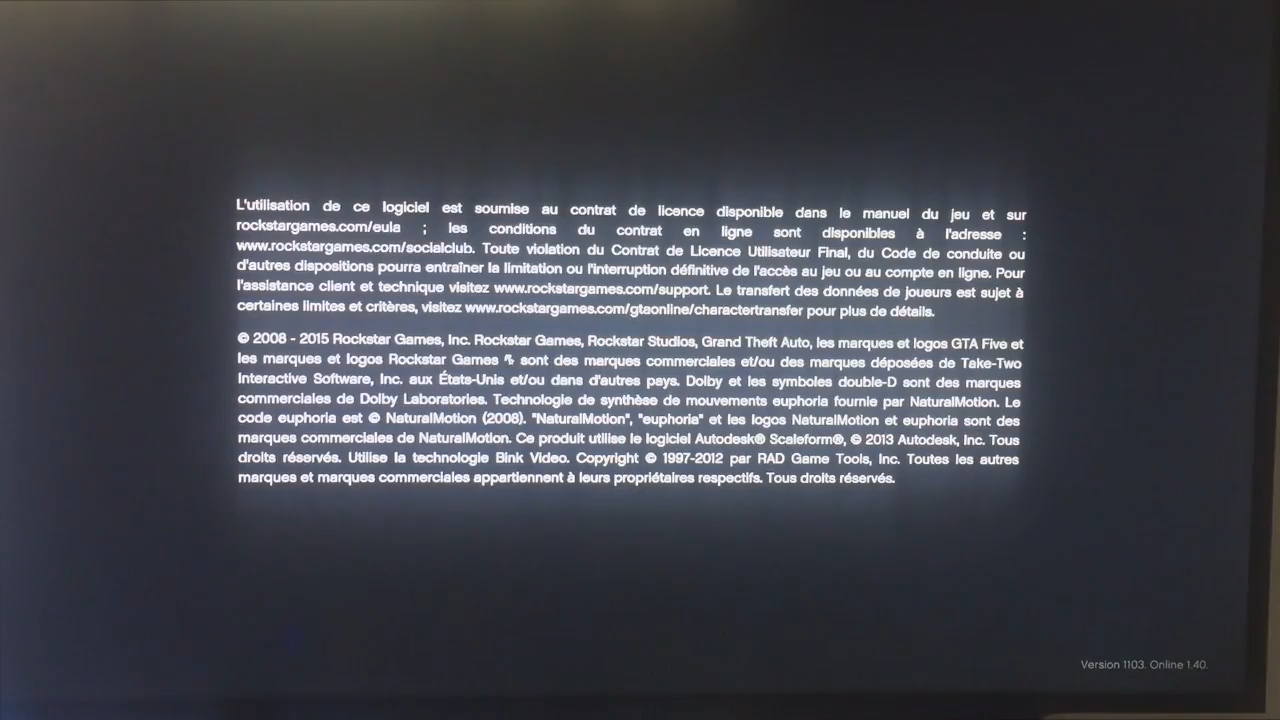 L'utilisation de ce logiciel est soumise au contrat de licence disponible dans le manuel du jeu et sur
rockstargames.com/eula ; les conditions du contrat en ligne sont disponibles à l'adresse :
www.rockstargames.com/socialclub. Toute violation du Contrat de Licence Utilisateur Final, du Code de conduite ou
d'autres dispositions pourra entraîner la limitation ou l'interruption définitive de l'accès au jeu ou au compte en ligne. Pour
l'assistance client et technique visitez www.rockstargames.com/support. Le transfert des données de joueurs est sujet à
certaines limites et critères, visitez www.rockstargames.com/gtaonline/charactertransfer pour plus de détails.
© 2008 - 2015 Rockstar Games, Inc. Rockstar Games, Rockstar Studios, Grand Theft Auto, les marques et logos GTA Five et
les marques et logos Rockstar Games R* sont des marques commerciales et/ou des marques déposées de Take-Two
Interactive Software, Inc. aux États-Unis et/ou dans d'autres pays. Dolby et les symboles double-D sont des marques
commerciales de Dolby Laboratories. Technologie de synthèse de mouvements euphoria fournie par NaturalMotion. Le
code euphoria est © NaturalMotion (2008). "NaturalMotion", "euphoria" et les logos NaturalMotion et euphoria sont des
marques commerciales de NaturalMotion. Ce produit utilise le logiciel Autodesk® Scaleform®, © 2013 Autodesk, Inc. Tous
droits réservés. Utilise la technologie Bink Video. Copyright © 1997-2012 par RAD Game Tools, Inc. Toutes les autres
marques et marques commerciales appartiennent à leurs propriétaires respectifs. Tous droits réservés.
Version 1103. Online 1.40.